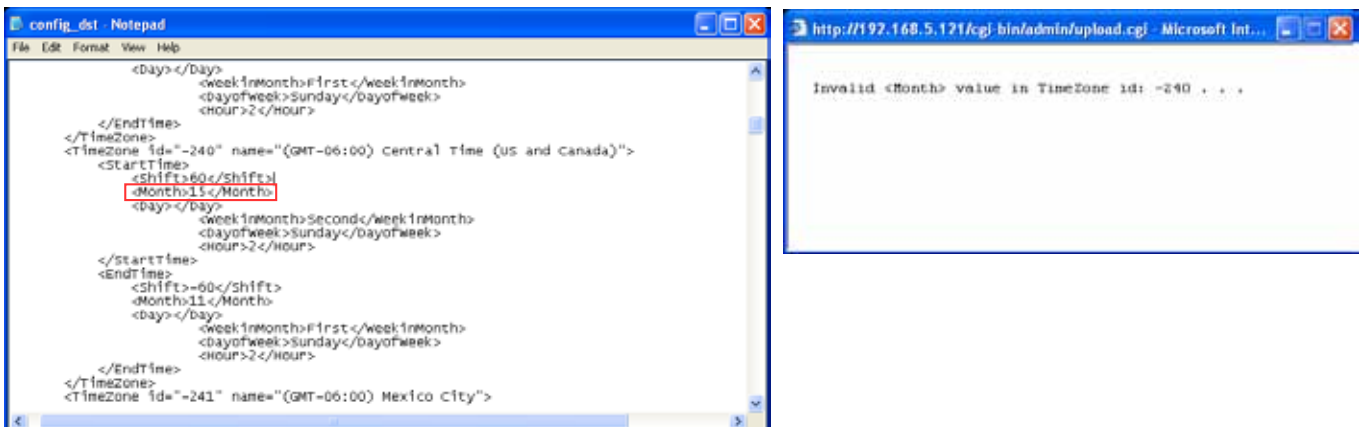 config_dst - Notepad
File Edit Format View Help
<Day></Day>
<WeekInMonth>First</WeekInMonth>
<DayofWeek>Sunday</DayofWeek>
<Hour>2</Hour>
</EndTime>
</TimeZone>
<TimeZone id="-240" name="(GMT-06:00) Central Time (US and Canada)">
<StartTime>
<Shift>60</Shift>
<Month>15</Month>
<Day></Day>
<WeekInMonth>Second</WeekInMonth>
<DayofWeek>Sunday</DayofWeek>
<Hour>2</Hour>
</StartTime>
<EndTime>
<Shift>-60</Shift>
<Month>11</Month>
<Day></Day>
<WeekInMonth>First</WeekInMonth>
<DayofWeek>Sunday</DayofWeek>
<Hour>2</Hour>
</EndTime>
</TimeZone>
<TimeZone id="-241" name="(GMT-06:00) Mexico City">
http://192.168.5.121/cgi-bin/admin/upload.cgi - Microsoft Int...
Invalid <Month> value in TimeZone id: -240 . . .